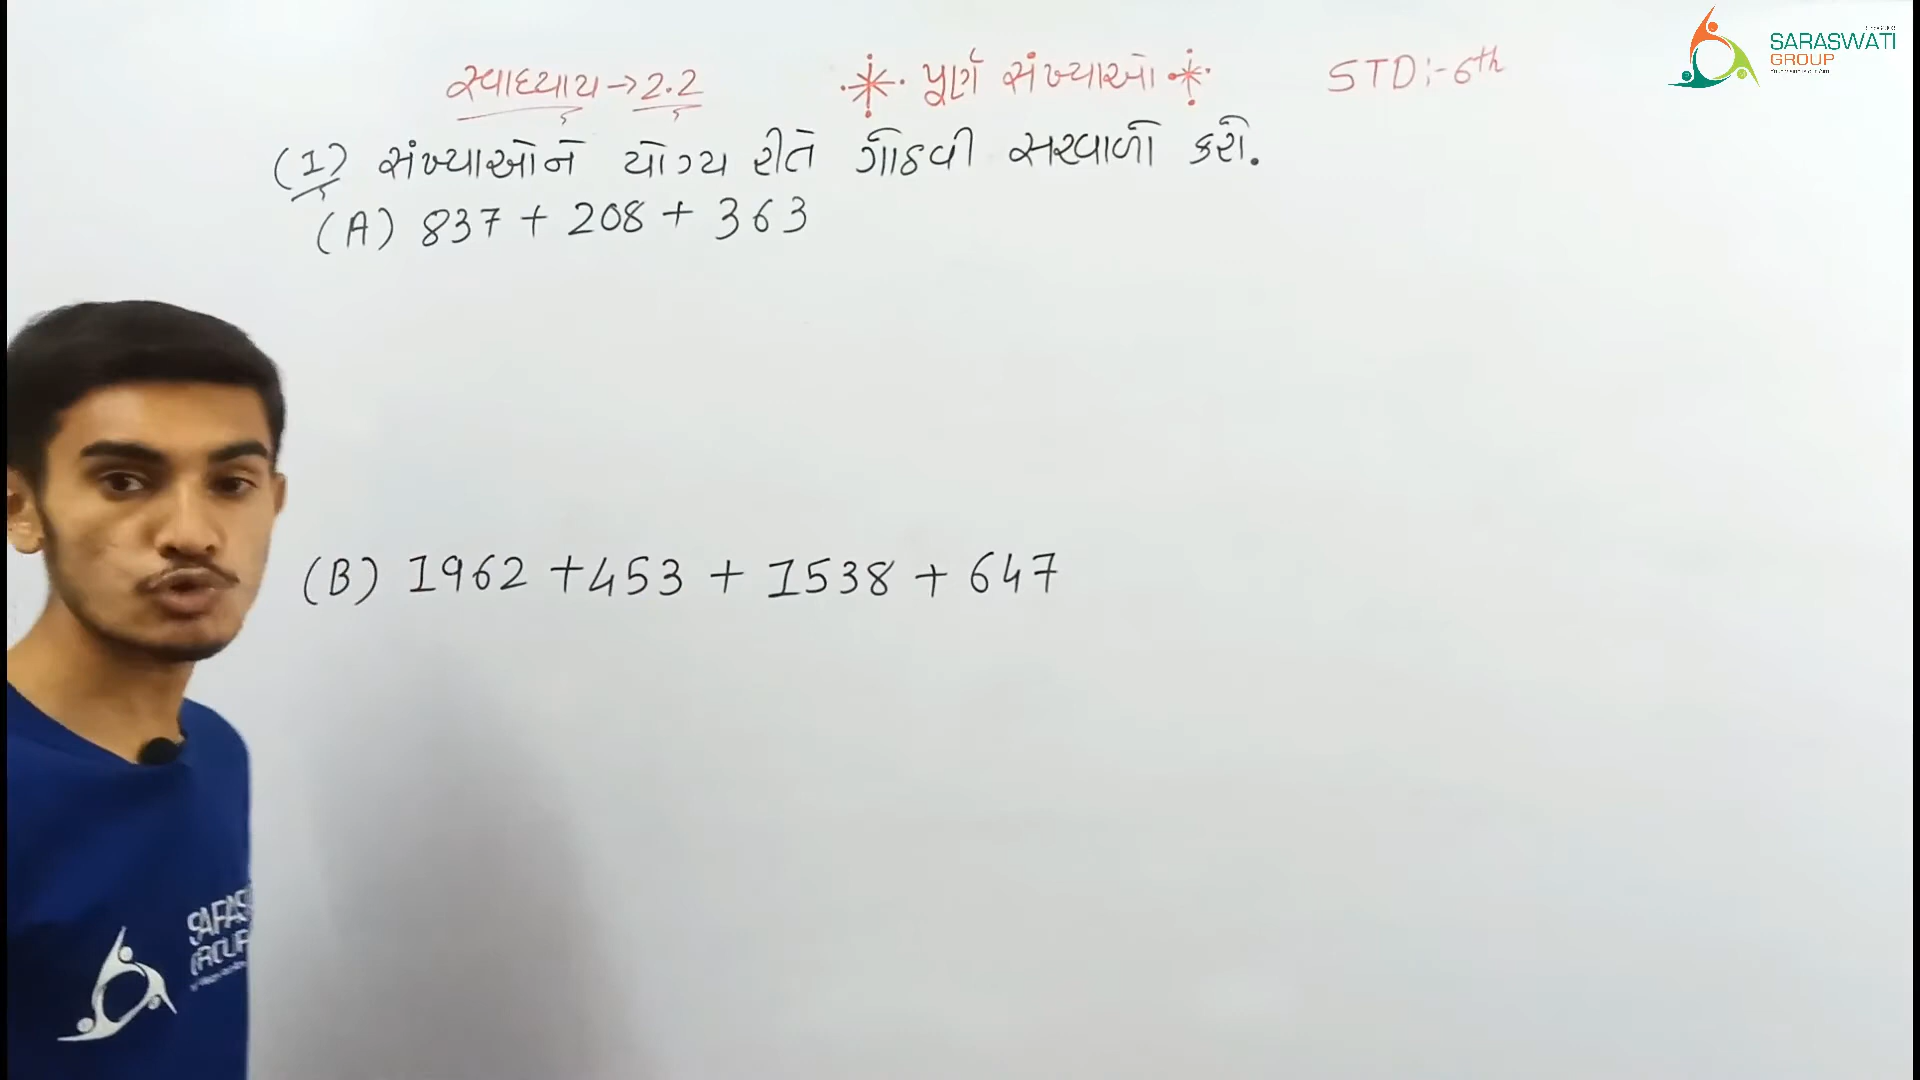 સ્વાધ્યાય → 2.2 પૂર્ણ સંખ્યાઓ STD:- 6th
(1) સંખ્યાઓને યોગ્ય રીતે ગોઠવી સરવાળો કરો.
(A) 837 + 208 + 363
(B) 1962 + 453 + 1538 + 647
SARASWATI
GROUP